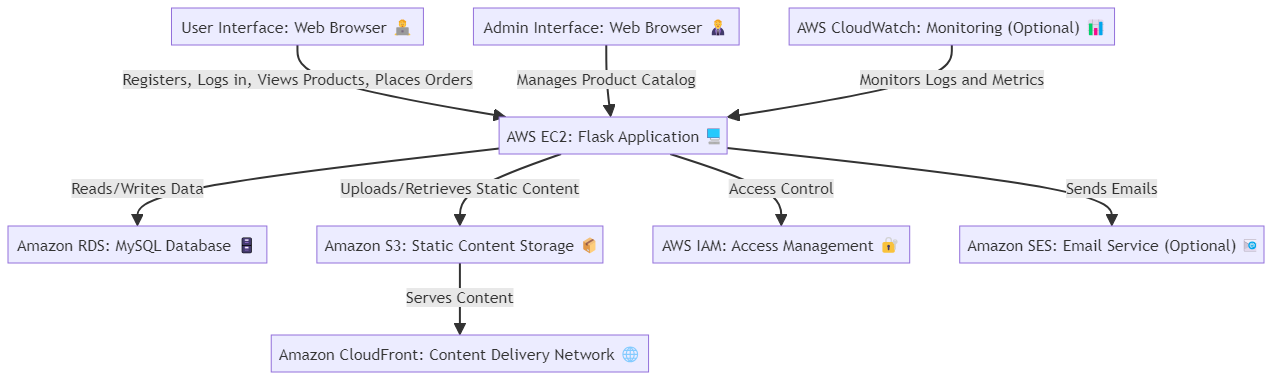 User Interface: Web Browser 🧑‍💻
Admin Interface: Web Browser 🧑‍💼
AWS CloudWatch: Monitoring (Optional) 📊
Registers, Logs in, Views Products, Places Orders
Manages Product Catalog
Monitors Logs and Metrics
AWS EC2: Flask Application 🖥️
Reads/Writes Data
Uploads/Retrieves Static Content
Access Control
Sends Emails
Amazon RDS: MySQL Database 🗄️
Amazon S3: Static Content Storage 📦
AWS IAM: Access Management 🔐
Amazon SES: Email Service (Optional) 📧
Serves Content
Amazon CloudFront: Content Delivery Network 🌐